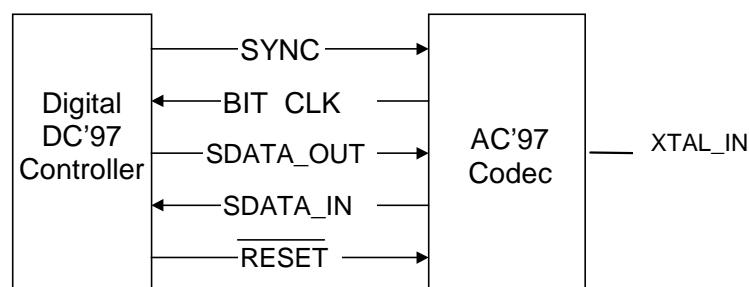 SYNC
Digital
DC'97
Controller
BIT CLK
SDATA_OUT
SDATA_IN
RESET
AC'97
Codec
XTAL_IN